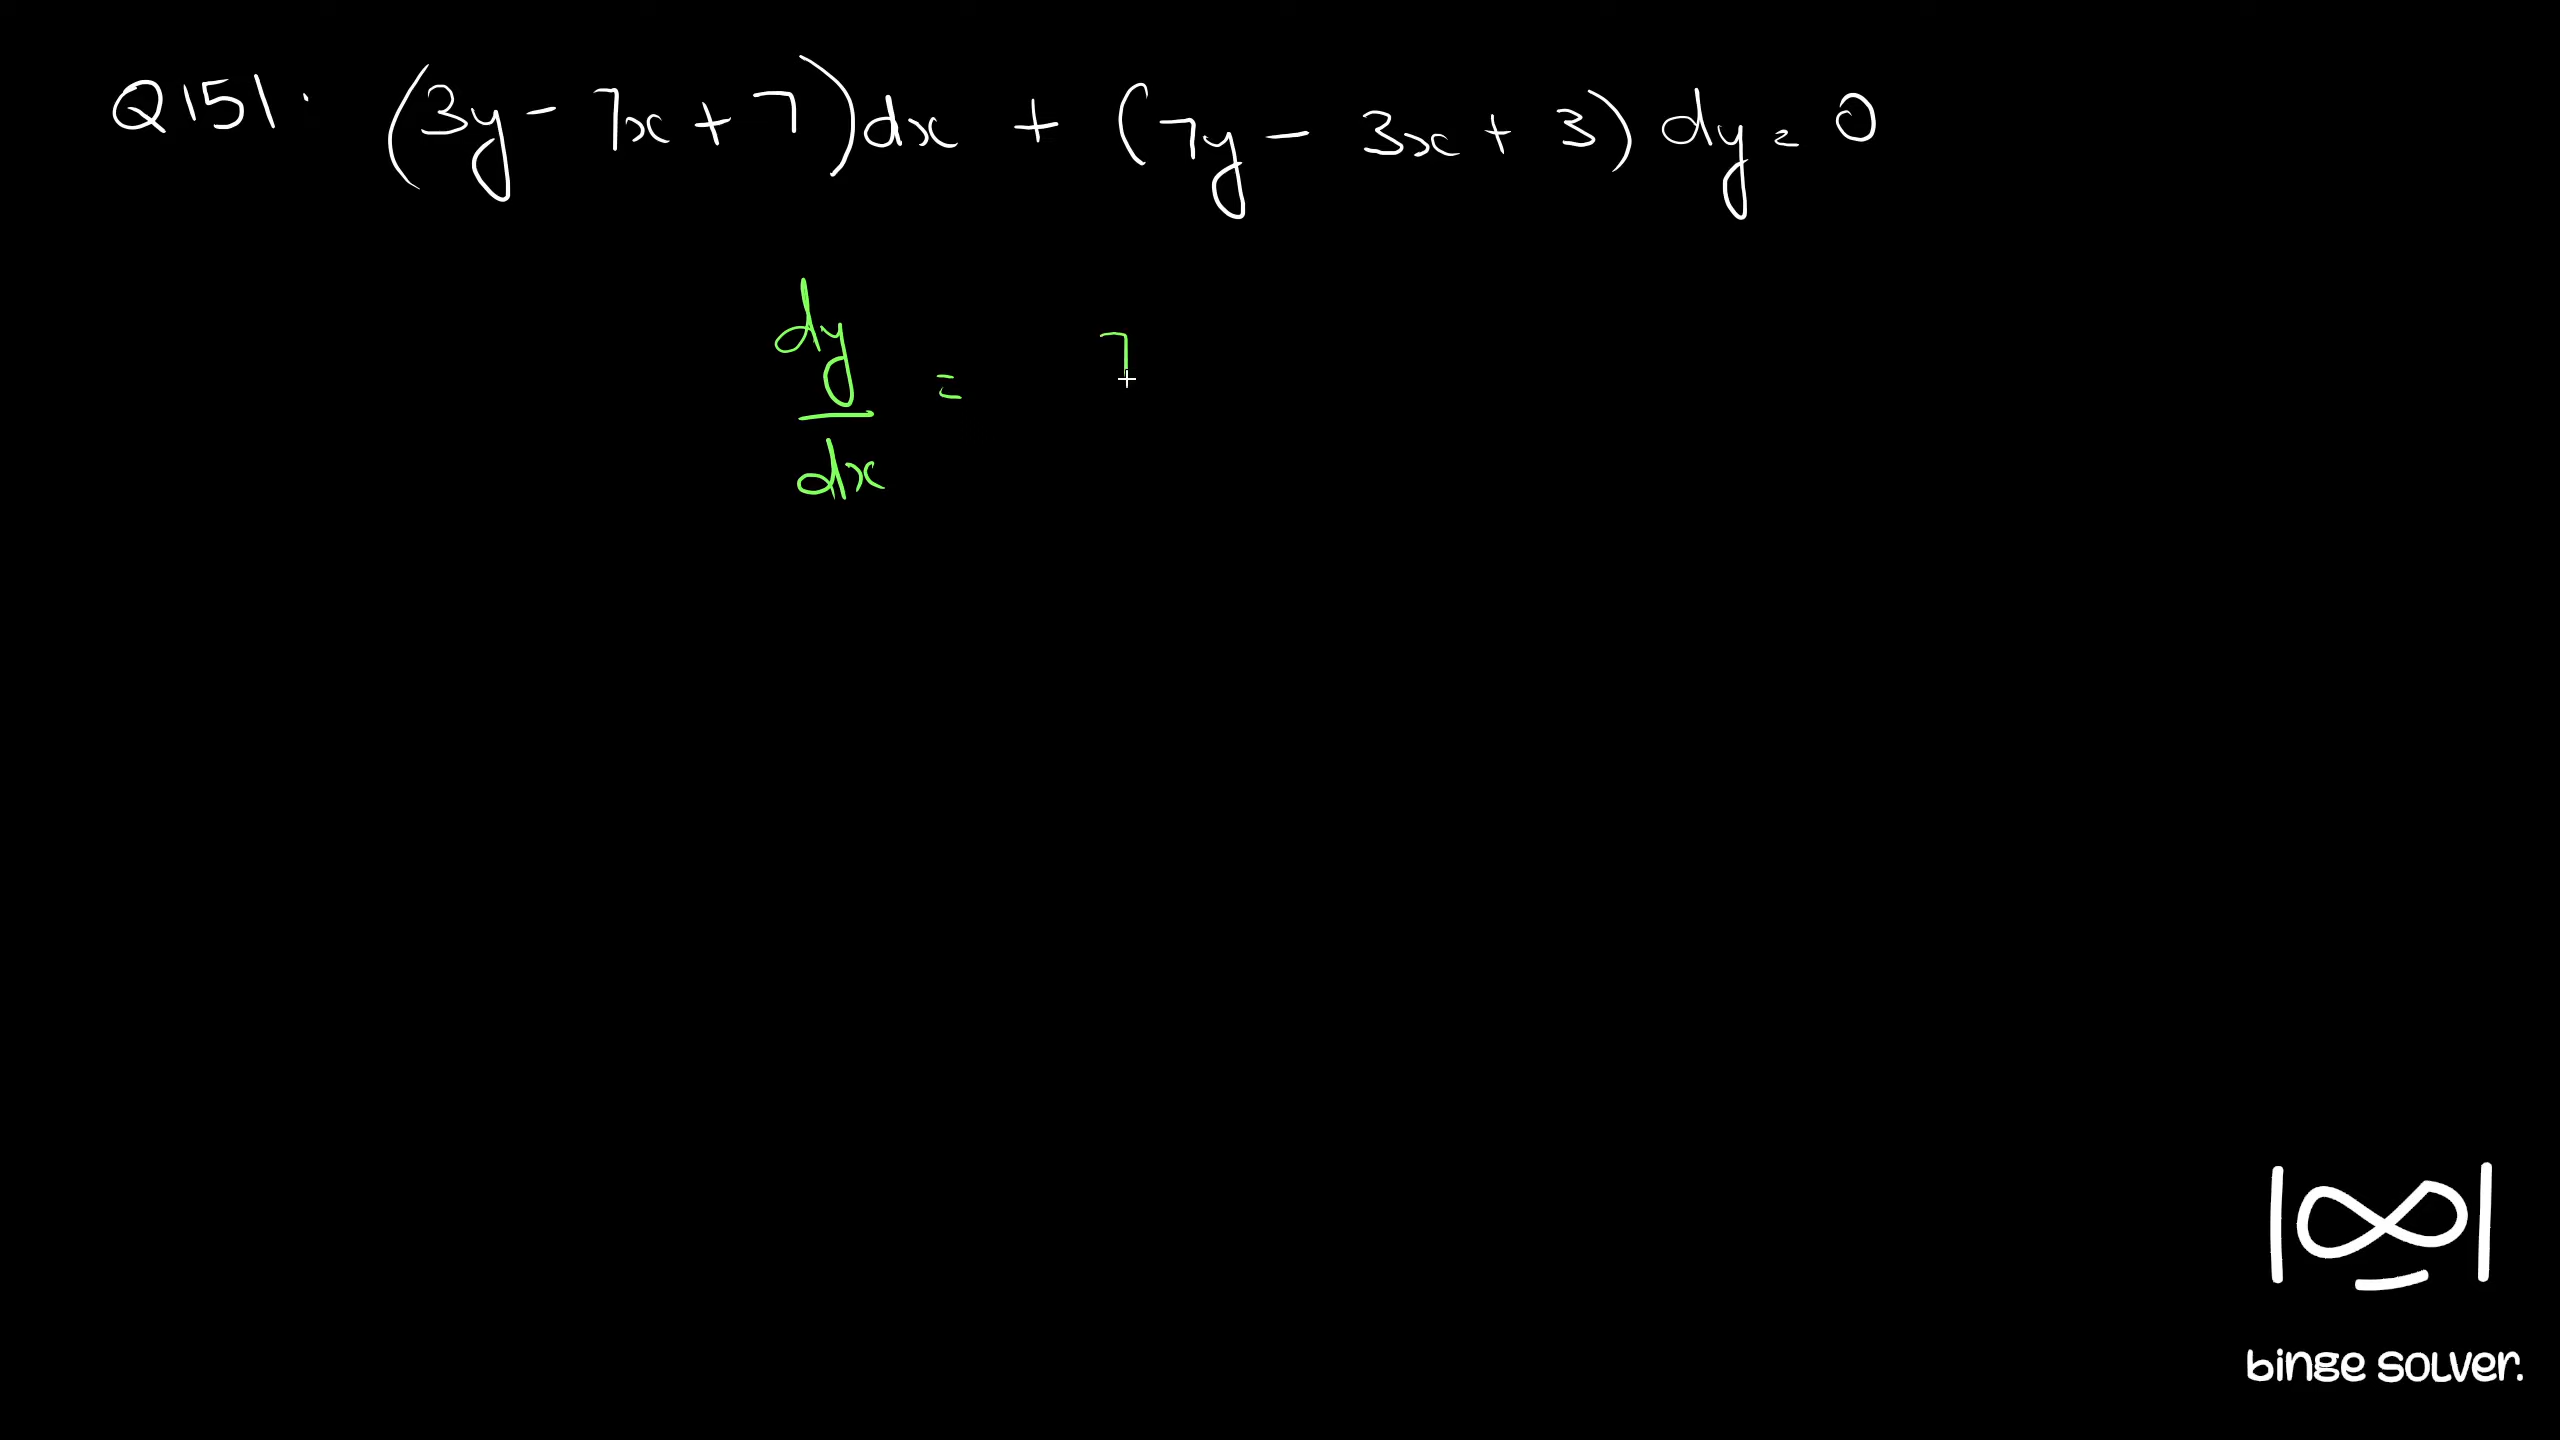 Q151. (3y - 7x + 7) dx + (7y - 3x + 3) dy = 0
dy/dx = 7
binge solver.